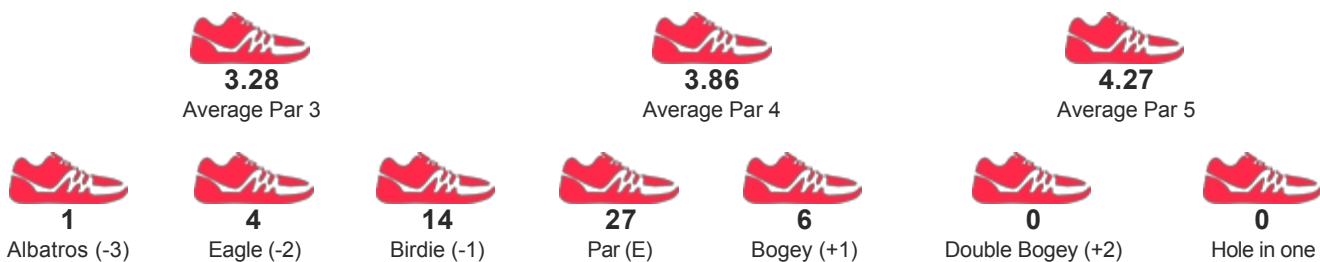 3.28 3.86 4.27
Average Par 3 Average Par 4 Average Par 5
1 4 14 27 6 0 0
Albatros (-3) Eagle (-2) Birdie (-1) Par (E) Bogey (+1) Double Bogey (+2) Hole in one